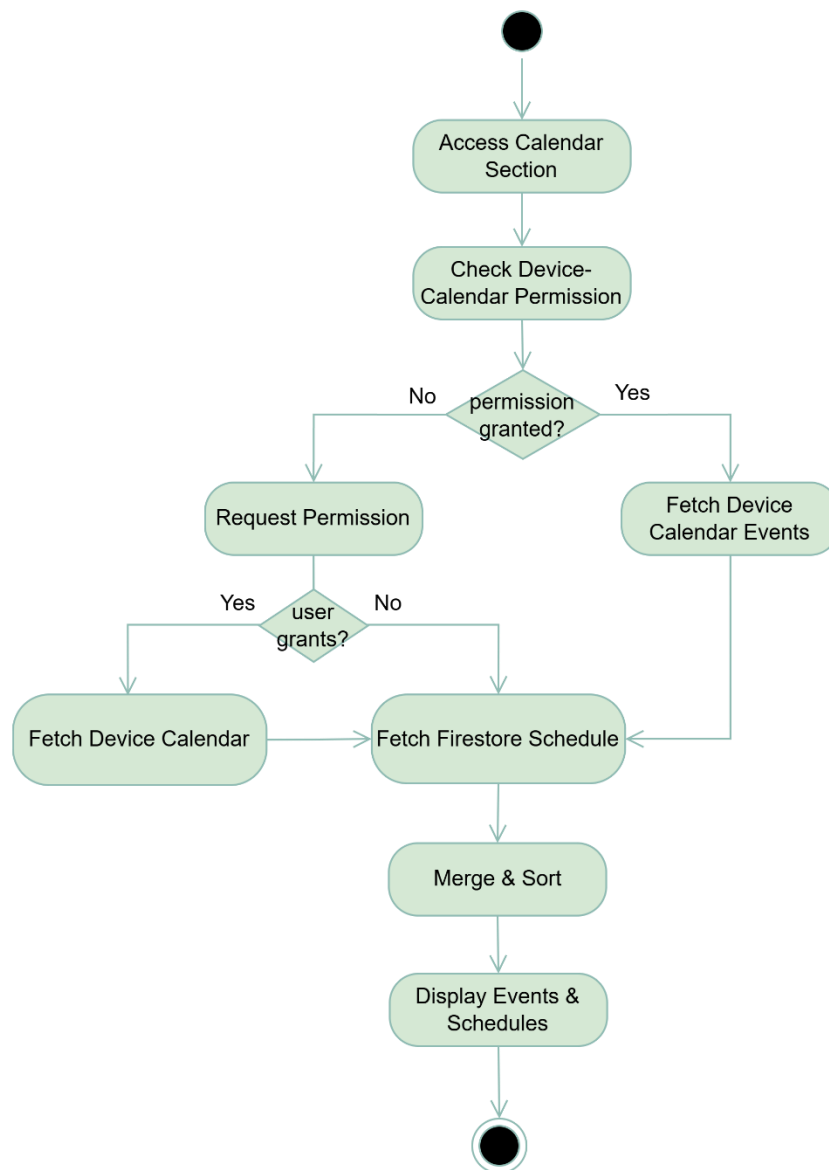 Access Calendar
Section
Check Device-
Calendar Permission
No
permission
granted?
Yes
Request Permission
Fetch Device
Calendar Events
Yes
user
grants?
No
Fetch Device Calendar
Fetch Firestore Schedule
Merge & Sort
Display Events &
Schedules